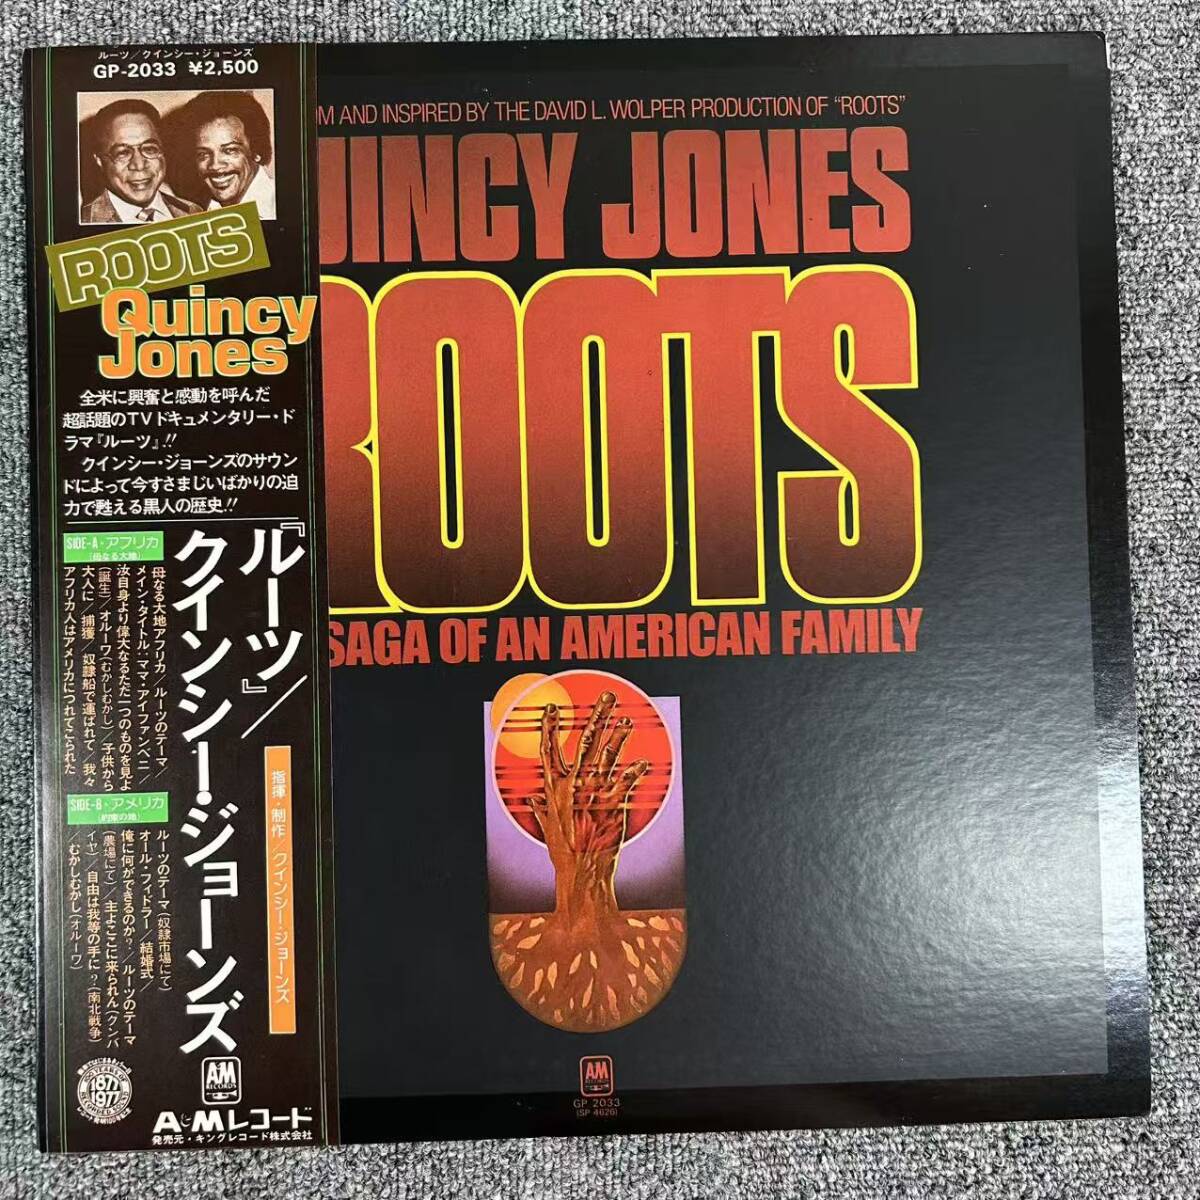 ルーツ/クインシー・ジョーンズ
GP-2033 ¥2,500
ROOTS
Quincy
Jones
全米に興奮と感動を呼んだ
超話題のTVドキュメンタリー・ド
ラマ『ルーツ』!!
クインシー・ジョーンズのサウン
ドによって今すさまじいばかりの迫
力で甦える黒人の歴史!!
『ルーツ』/
クインシー・ジョーンズ
指揮・制作/クインシー・ジョーンズ
SIDE-A・アフリカ
(母なる大地)
母なる大地アフリカ/ルーツのテーマ/
メイン・タイトル:ママ・アイファンベニ/
汝自身より偉大なるただ一つのものを見よ
(誕生)/オルーワ(むかしむかし)/子供から
大人に/捕獲/奴隷船で運ばれて/我々
アフリカ人はアメリカにつれてこられた
SIDE-B・アメリカ
(約束の地)
ルーツのテーマ(奴隷市場にて)
オール・フィドラー/結婚式/
俺に何ができるのか?/ルーツのテーマ
(農場にて)/主よここに来られん(クンバ
イヤ)/自由は我等の手に?(南北戦争)
/むかしむかし(オルーワ)
1877
1977
A&M
RECORDS
A&Mレコード
発売元・キングレコード株式会社
OM AND INSPIRED BY THE DAVID L. WOLPER PRODUCTION OF "ROOTS"
UINCY JONES
ROOTS
SAGA OF AN AMERICAN FAMILY
A&M
RECORDS
GP 2033
(SP 4626)